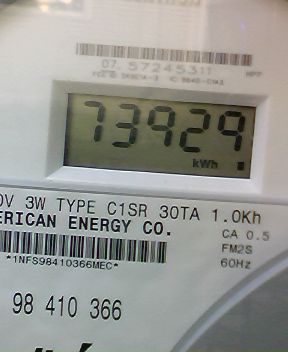 07 57245311
73929
kWh
V 3W TYPE C1SR 30TA 1.0Kh
ERICAN ENERGY CO.
CA 0.5
FM2S
*1NFS98410366MEC*
60Hz
98 410 366